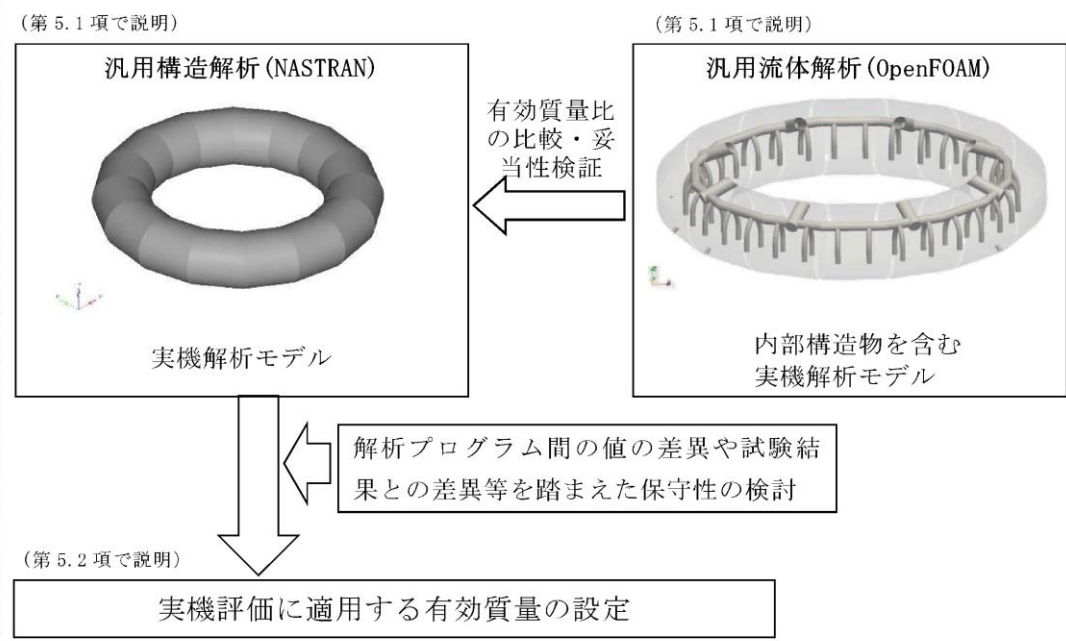 (第 5.1 項で説明)
汎用構造解析(NASTRAN)
実機解析モデル
有効質量比
の比較・妥
当性検証
(第 5.1 項で説明)
汎用流体解析(OpenFOAM)
内部構造物を含む
実機解析モデル
解析プログラム間の値の差異や試験結
果との差異等を踏まえた保守性の検討
(第 5.2 項で説明)
実機評価に適用する有効質量の設定